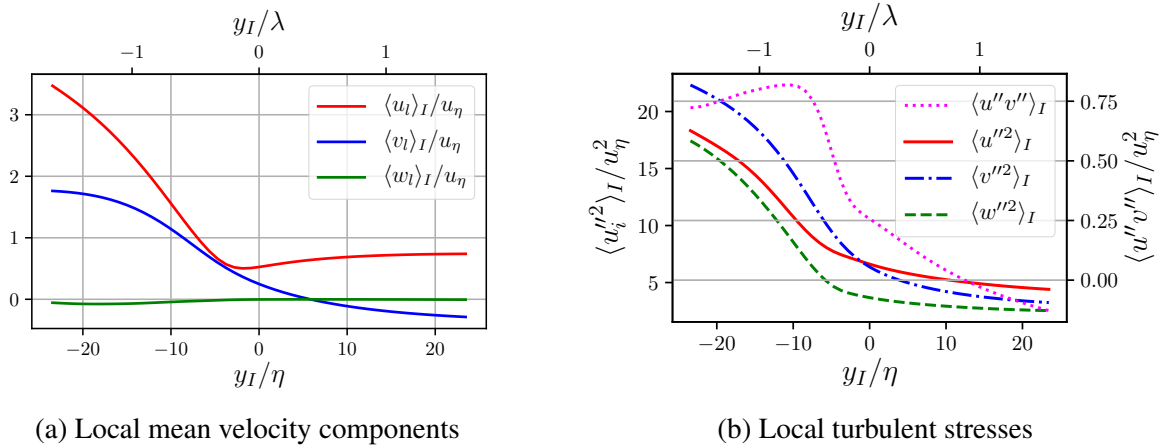 y_I/λ
−1 0 1
3
2
1
0
⟨u_l⟩_I/u_η
⟨v_l⟩_I/u_η
⟨w_l⟩_I/u_η
−20 −10 0 10 20
y_I/η
(a) Local mean velocity components
y_I/λ
−1 0 1
⟨u_i''^2⟩_I/u_η^2
20
15
10
5
⟨u''v''⟩_I
⟨u''^2⟩_I
⟨v''^2⟩_I
⟨w''^2⟩_I
0.75
0.50
0.25
0.00
⟨u''v''⟩_I/u_η^2
−20 −10 0 10 20
y_I/η
(b) Local turbulent stresses